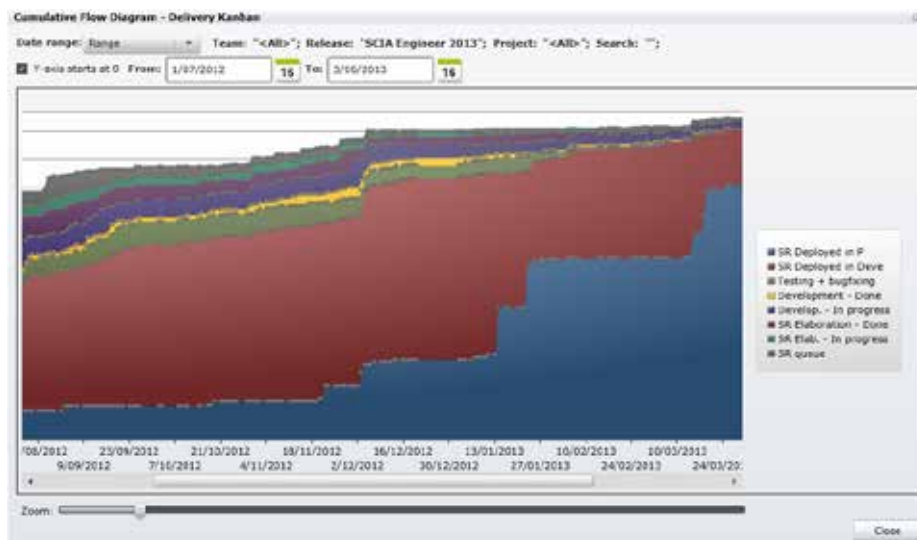 Cumulative Flow Diagram - Delivery Kanban
Date range: Range Team: "<All>"; Release: "SCIA Engineer 2013"; Project: "<All>"; Search: "";
Y-axis starts at 0 From: 1/07/2012 16 To: 16
SR Deployed in P
SR Deployed in Deve
Testing + bugfixing
Development - Done
Develop. - In progress
SR Elaboration - Done
SR Elab. - In progress
SR queue
/08/2012 23/09/2012 21/10/2012 18/11/2012 16/12/2012 13/01/2013 10/02/2013 10/03/2013
9/09/2012 7/10/2012 4/11/2012 2/12/2012 30/12/2012 27/01/2013 24/02/2013 24/03/20
Zoom:
Close